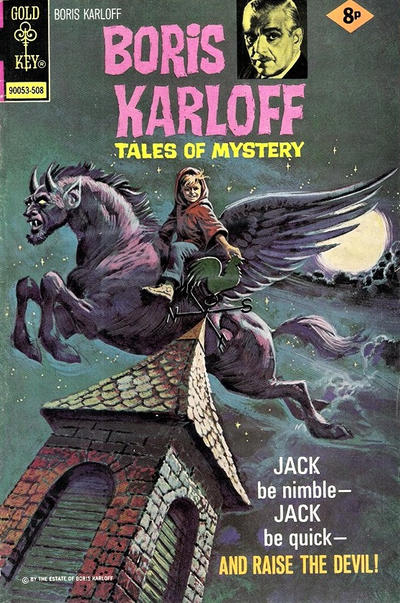 GOLD
KEY®
90053-508
BORIS KARLOFF
8P
BORIS
KARLOFF
TALES OF MYSTERY
S
JACK
be nimble—
JACK
be quick—
AND RAISE THE DEVIL!
© BY THE ESTATE OF BORIS KARLOFF